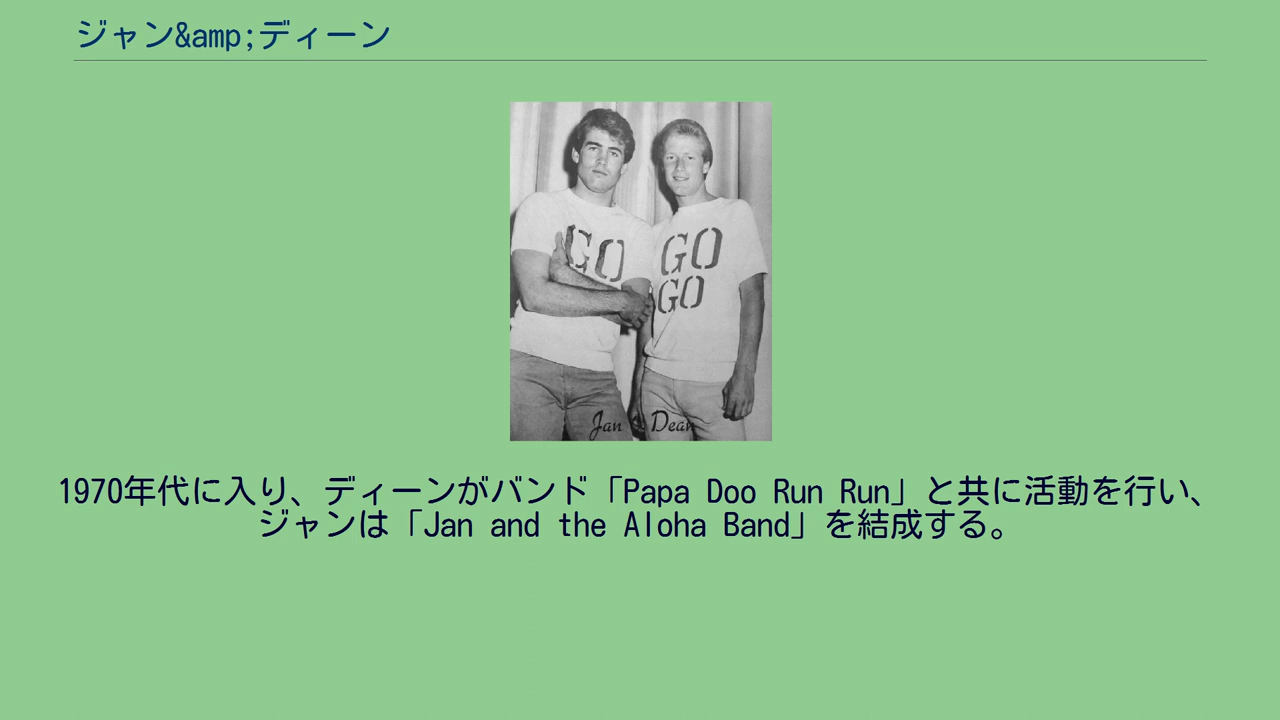 ジャン&amp;ディーン
GO
GO
GO
Jan & Dean
1970年代に入り、ディーンがバンド「Papa Doo Run Run」と共に活動を行い、
ジャンは「Jan and the Aloha Band」を結成する。